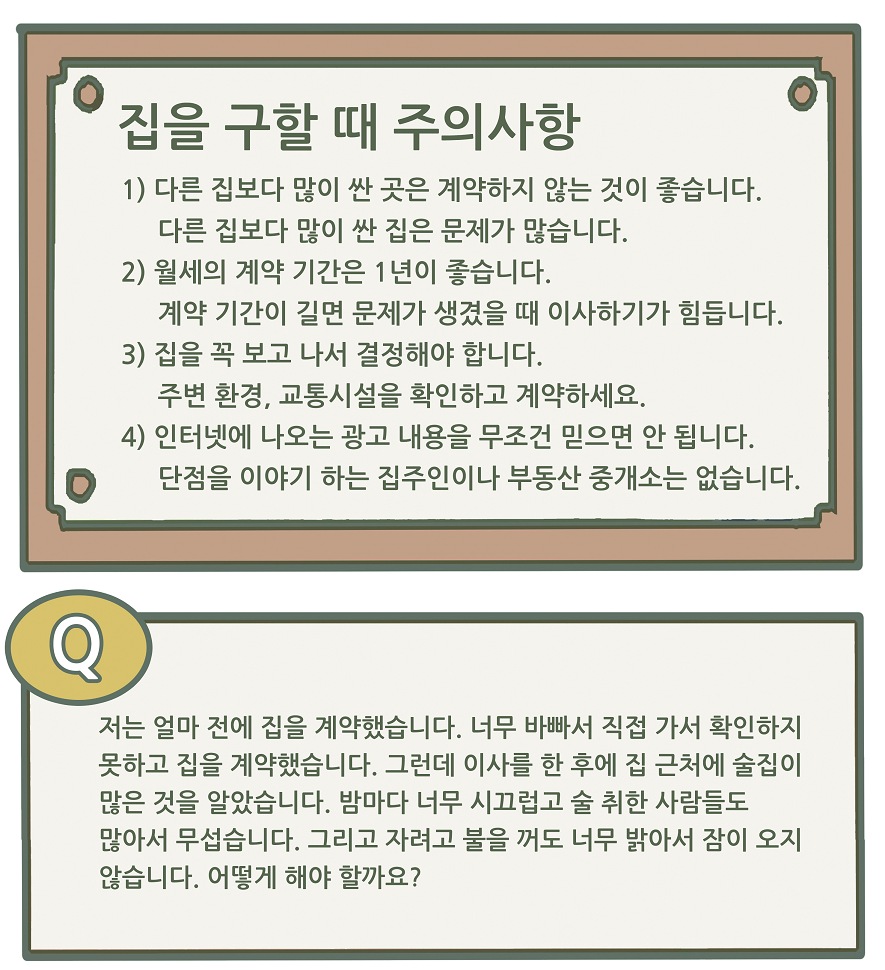 집을 구할 때 주의사항
1) 다른 집보다 많이 싼 곳은 계약하지 않는 것이 좋습니다.
다른 집보다 많이 싼 집은 문제가 많습니다.
2) 월세의 계약 기간은 1년이 좋습니다.
계약 기간이 길면 문제가 생겼을 때 이사하기가 힘듭니다.
3) 집을 꼭 보고 나서 결정해야 합니다.
주변 환경, 교통시설을 확인하고 계약하세요.
4) 인터넷에 나오는 광고 내용을 무조건 믿으면 안 됩니다.
단점을 이야기 하는 집주인이나 부동산 중개소는 없습니다.
Q
저는 얼마 전에 집을 계약했습니다. 너무 바빠서 직접 가서 확인하지
못하고 집을 계약했습니다. 그런데 이사를 한 후에 집 근처에 술집이
많은 것을 알았습니다. 밤마다 너무 시끄럽고 술 취한 사람들도
많아서 무섭습니다. 그리고 자려고 불을 꺼도 너무 밝아서 잠이 오지
않습니다. 어떻게 해야 할까요?